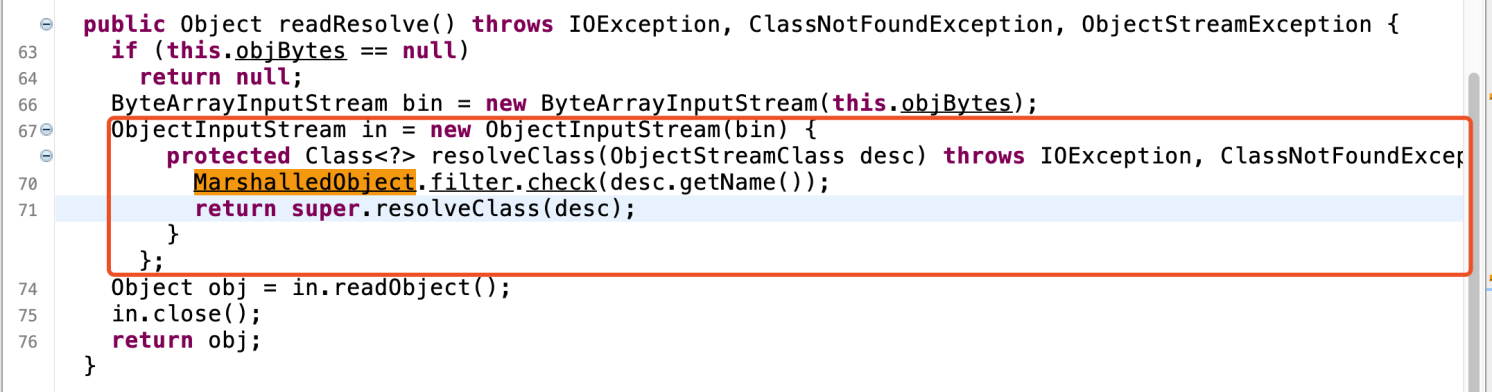 public Object readResolve() throws IOException, ClassNotFoundException, ObjectStreamException {
63 if (this.objBytes == null)
64 return null;
66 ByteArrayInputStream bin = new ByteArrayInputStream(this.objBytes);
67 ObjectInputStream in = new ObjectInputStream(bin) {
protected Class<?> resolveClass(ObjectStreamClass desc) throws IOException, ClassNotFoundExcep
70 MarshalledObject.filter.check(desc.getName());
71 return super.resolveClass(desc);
}
};
74 Object obj = in.readObject();
75 in.close();
76 return obj;
}